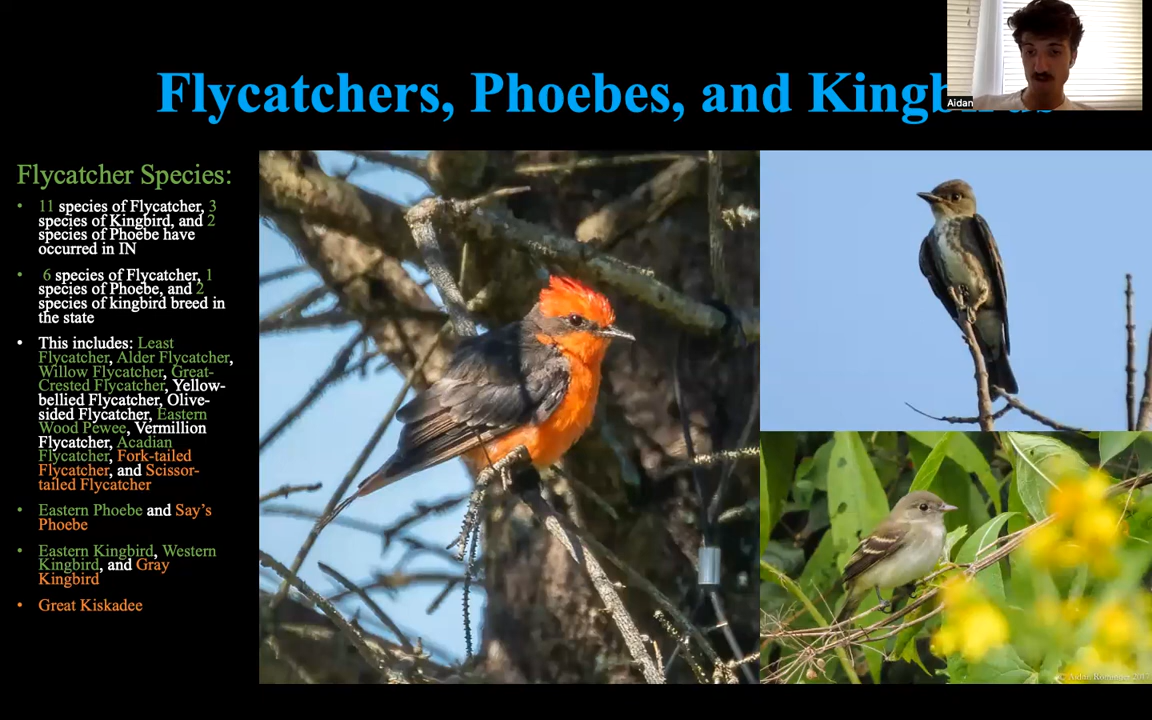 Flycatchers, Phoebes, and Kingb
Aidan
Flycatcher Species:
• 11 species of Flycatcher, 3
species of Kingbird, and 2
species of Phoebe have
occurred in IN
• 6 species of Flycatcher, 1
species of Phoebe, and 2
species of kingbird breed in
the state
• This includes: Least
Flycatcher, Alder Flycatcher,
Willow Flycatcher, Great-
Crested Flycatcher, Yellow-
bellied Flycatcher, Olive-
sided Flycatcher, Eastern
Wood Pewee, Vermillion
Flycatcher, Acadian
Flycatcher, Fork-tailed
Flycatcher, and Scissor-
tailed Flycatcher
• Eastern Phoebe and Say's
Phoebe
• Eastern Kingbird, Western
Kingbird, and Gray
Kingbird
• Great Kiskadee
© Aidan Rominger 2017